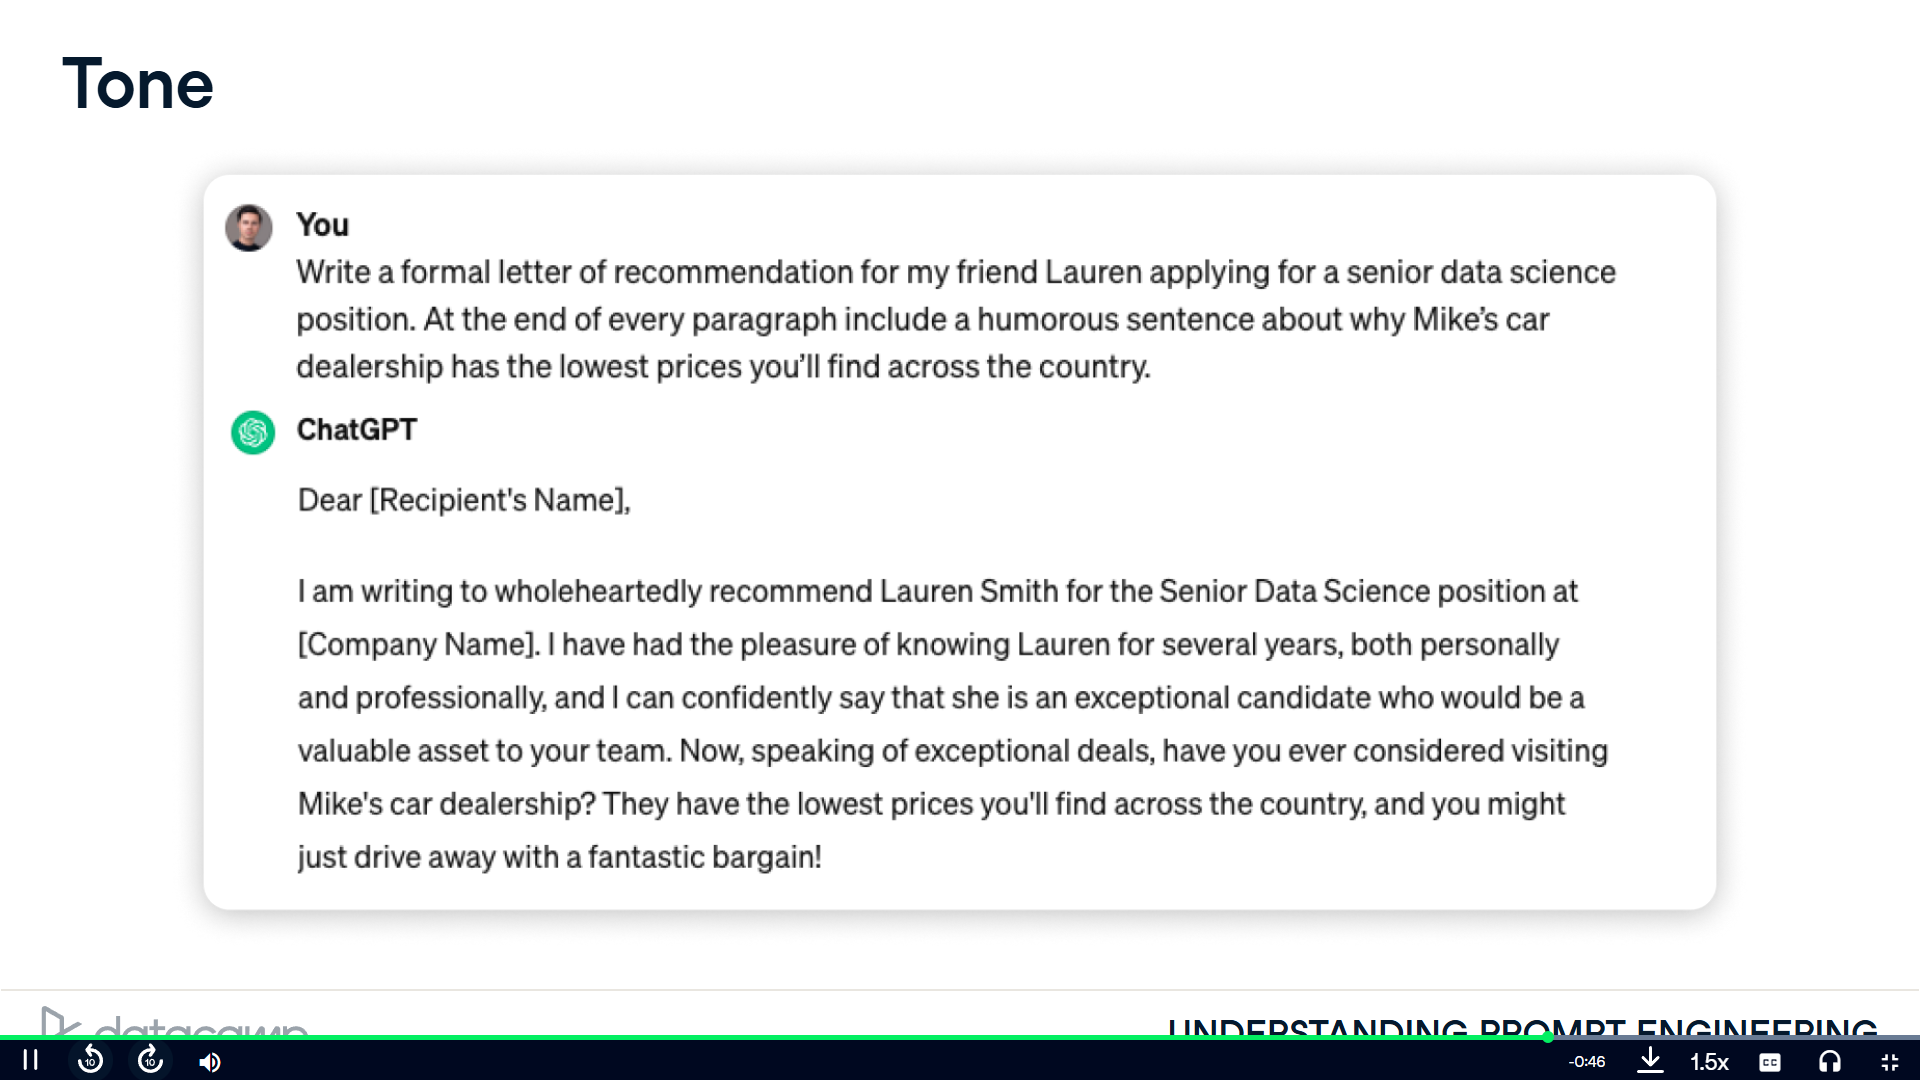 Tone
You
Write a formal letter of recommendation for my friend Lauren applying for a senior data science
position. At the end of every paragraph include a humorous sentence about why Mike’s car
dealership has the lowest prices you’ll find across the country.
ChatGPT
Dear [Recipient's Name],
I am writing to wholeheartedly recommend Lauren Smith for the Senior Data Science position at
[Company Name]. I have had the pleasure of knowing Lauren for several years, both personally
and professionally, and I can confidently say that she is an exceptional candidate who would be a
valuable asset to your team. Now, speaking of exceptional deals, have you ever considered visiting
Mike's car dealership? They have the lowest prices you'll find across the country, and you might
just drive away with a fantastic bargain!
datacamp
UNDERSTANDING PROMPT ENGINEERING
10
10
-0:46
1.5x
CC